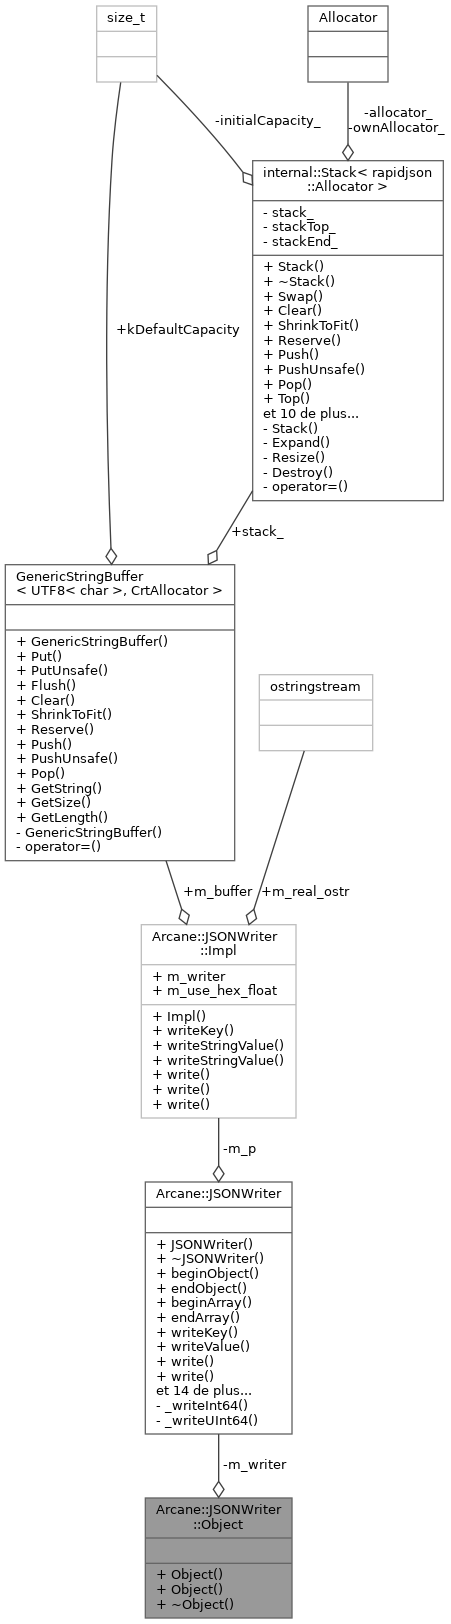 size_t
Allocator
-initialCapacity_
-allocator_
-ownAllocator_
internal::Stack< rapidjson
::Allocator >
- stack_
- stackTop_
- stackEnd_
+ Stack()
+ ~Stack()
+ Swap()
+ Clear()
+ ShrinkToFit()
+ Reserve()
+ Push()
+ PushUnsafe()
+ Pop()
+ Top()
et 10 de plus...
- Stack()
- Expand()
- Resize()
- Destroy()
- operator=()
+kDefaultCapacity
+stack_
GenericStringBuffer
< UTF8< char >, CrtAllocator >
+ GenericStringBuffer()
+ Put()
+ PutUnsafe()
+ Flush()
+ Clear()
+ ShrinkToFit()
+ Reserve()
+ Push()
+ PushUnsafe()
+ Pop()
+ GetString()
+ GetSize()
+ GetLength()
- GenericStringBuffer()
- operator=()
ostringstream
+m_buffer
+m_real_ostr
Arcane::JSONWriter
::Impl
+ m_writer
+ m_use_hex_float
+ Impl()
+ writeKey()
+ writeStringValue()
+ writeStringValue()
+ write()
+ write()
+ write()
-m_p
Arcane::JSONWriter
+ JSONWriter()
+ ~JSONWriter()
+ beginObject()
+ endObject()
+ beginArray()
+ endArray()
+ writeKey()
+ writeValue()
+ write()
+ write()
et 14 de plus...
- _writeInt64()
- _writeUInt64()
-m_writer
Arcane::JSONWriter
::Object
+ Object()
+ Object()
+ ~Object()